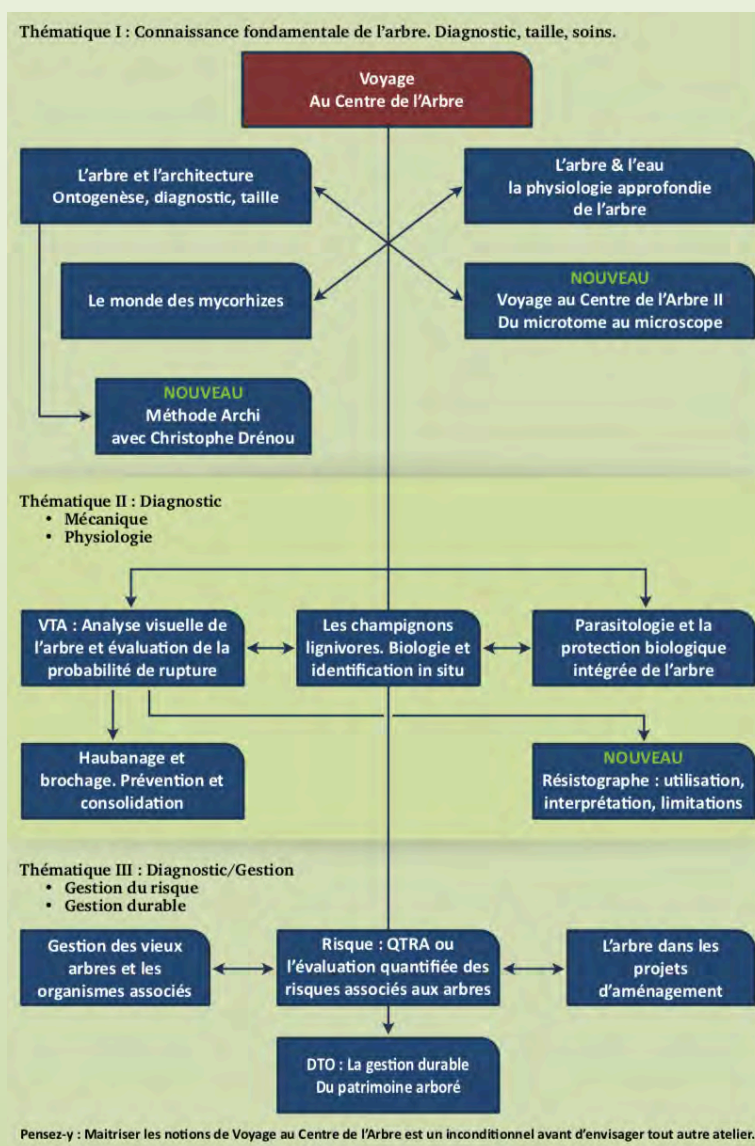 Thématique I : Connaissance fondamentale de l'arbre. Diagnostic, taille, soins.
Voyage
Au Centre de l'Arbre
L'arbre et l'architecture
Ontogenèse, diagnostic, taille
L'arbre & l'eau
la physiologie approfondie
de l'arbre
Le monde des mycorhizes
NOUVEAU
Voyage au Centre de l'Arbre II
Du microtome au microscope
NOUVEAU
Méthode Archi
avec Christophe Drénou
Thématique II : Diagnostic
• Mécanique
• Physiologie
VTA : Analyse visuelle de
l'arbre et évaluation de la
probabilité de rupture
Les champignons
lignivores. Biologie et
identification in situ
Parasitologie et la
protection biologique
intégrée de l'arbre
Haubanage et
brochage. Prévention et
consolidation
NOUVEAU
Résistographe : utilisation,
interprétation, limitations
Thématique III : Diagnostic/Gestion
• Gestion du risque
• Gestion durable
Gestion des vieux
arbres et les
organismes associés
Risque : QTRA ou
l'évaluation quantifiée des
risques associés aux arbres
L'arbre dans les
projets
d'aménagement
DTO : La gestion durable
Du patrimoine arboré
Pensez-y : Maitriser les notions de Voyage au Centre de l'Arbre est un inconditionnel avant d'envisager tout autre atelier.